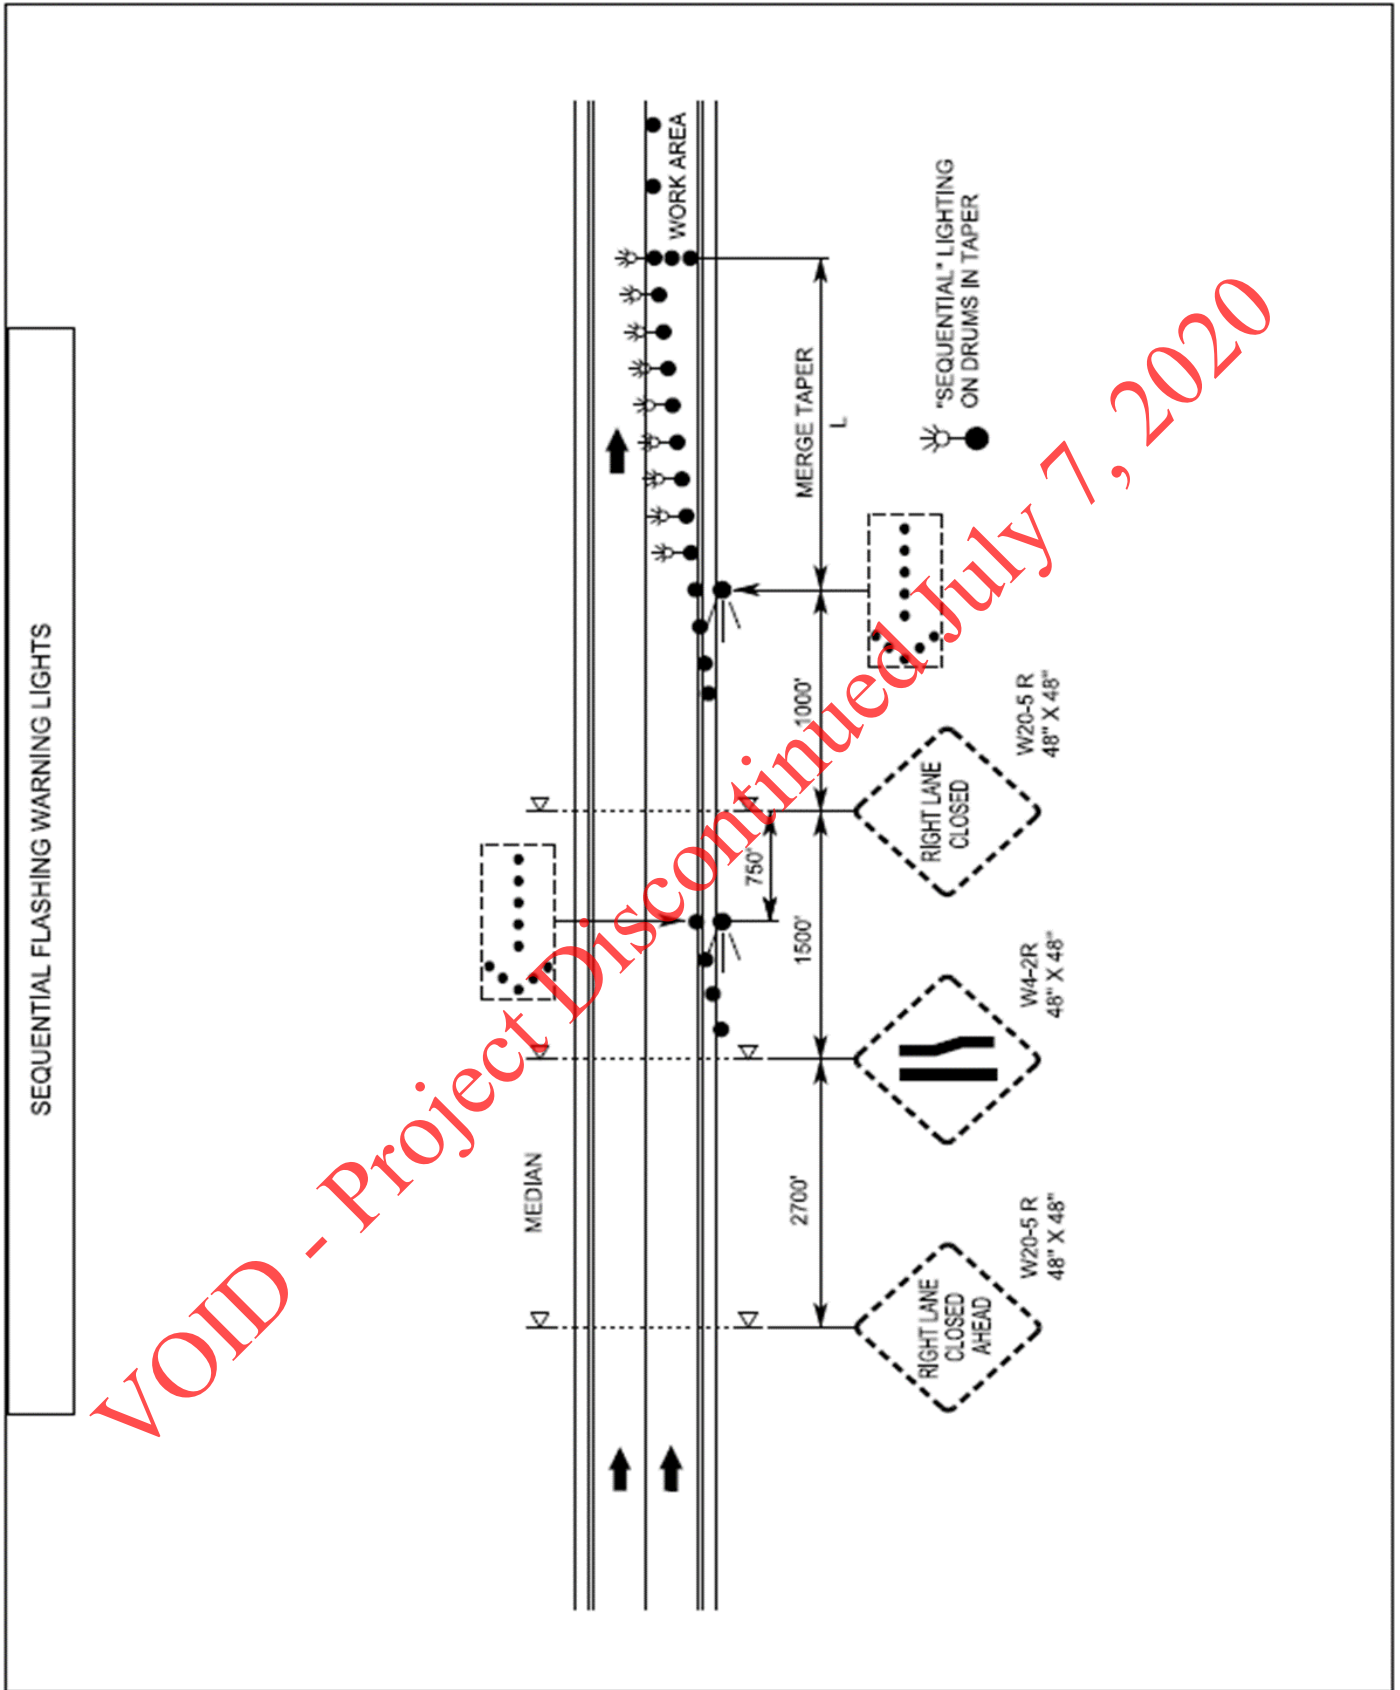 SEQUENTIAL FLASHING WARNING LIGHTS
MEDIAN
WORK AREA
2700'
1500'
750'
1000'
MERGE TAPER
L
RIGHT LANE
CLOSED
AHEAD
W20-5 R
48" X 48"
W4-2R
48" X 48"
RIGHT LANE
CLOSED
W20-5 R
48" X 48"
"SEQUENTIAL" LIGHTING
ON DRUMS IN TAPER
VOID - Project Discontinued July 7, 2020